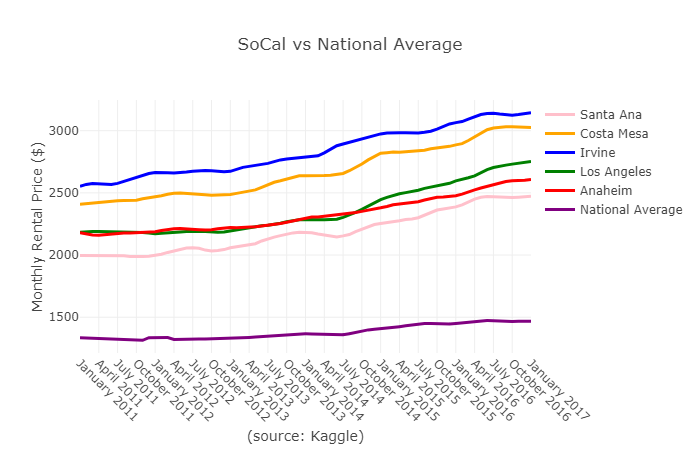 SoCal vs National Average
Monthly Rental Price ($)
3000
2500
2000
1500
January 2011
April 2011
July 2011
October 2011
January 2012
April 2012
July 2012
October 2012
January 2013
April 2013
July 2013
October 2013
January 2014
April 2014
July 2014
October 2014
January 2015
April 2015
July 2015
October 2015
January 2016
April 2016
July 2016
October 2016
January 2017
(source: Kaggle)
Santa Ana
Costa Mesa
Irvine
Los Angeles
Anaheim
National Average